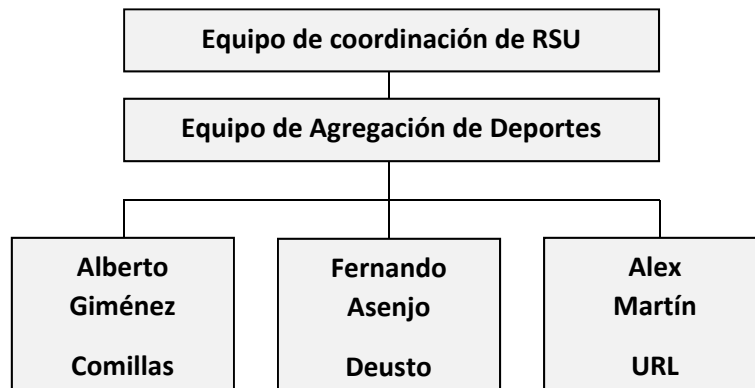 Equipo de coordinación de RSU
Equipo de Agregación de Deportes
Alberto
Giménez
Comillas
Fernando
Asenjo
Deusto
Alex
Martín
URL